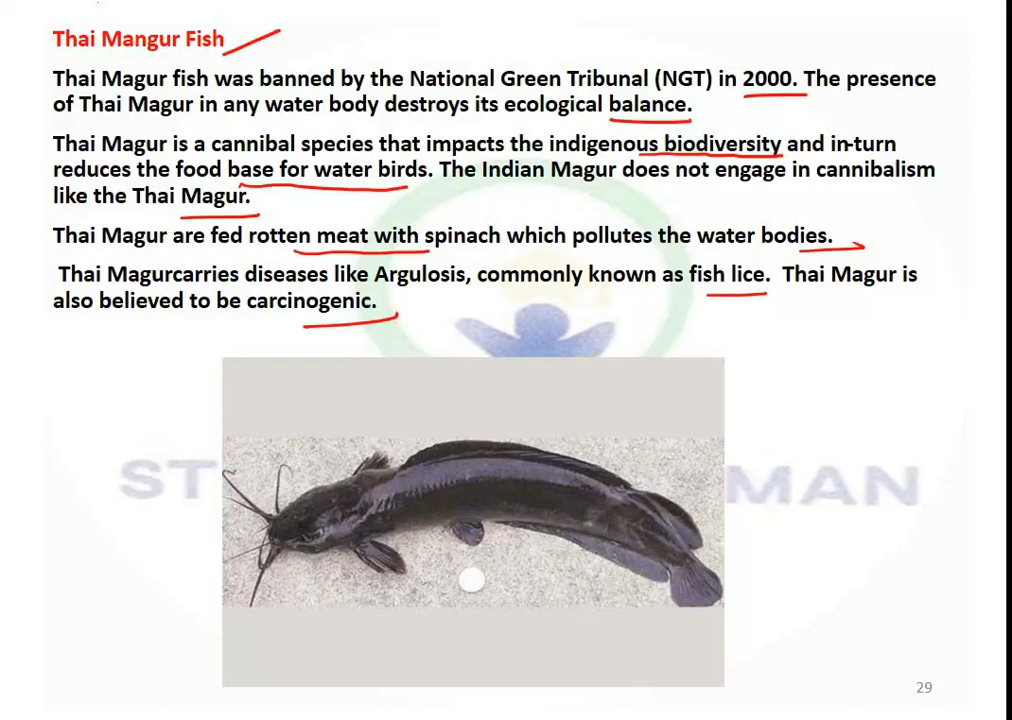 Thai Mangur Fish
Thai Magur fish was banned by the National Green Tribunal (NGT) in 2000. The presence
of Thai Magur in any water body destroys its ecological balance.
Thai Magur is a cannibal species that impacts the indigenous biodiversity and in-turn
reduces the food base for water birds. The Indian Magur does not engage in cannibalism
like the Thai Magur.
Thai Magur are fed rotten meat with spinach which pollutes the water bodies.
Thai Magurcarries diseases like Argulosis, commonly known as fish lice. Thai Magur is
also believed to be carcinogenic.
ST MAN
29